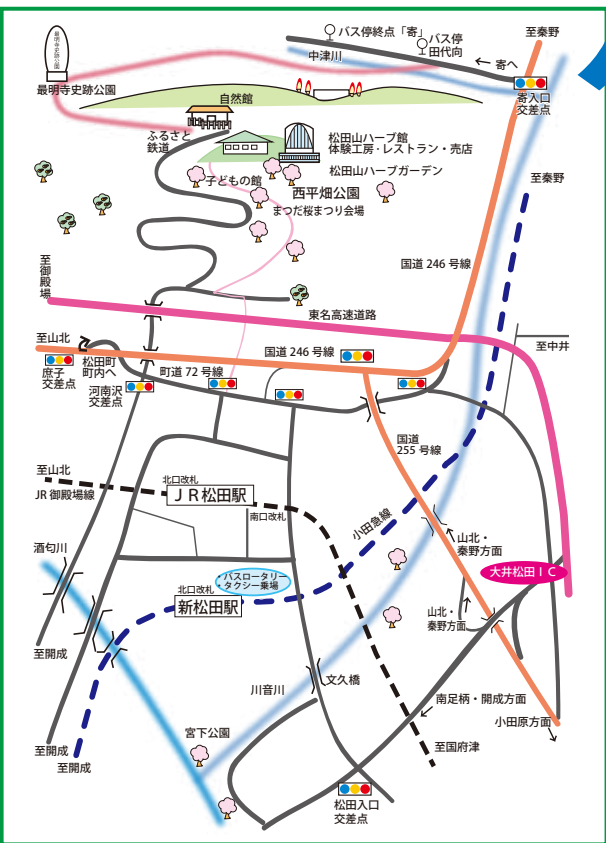 最明寺史跡公園
最明寺史跡公園
バス停終点「寄」
バス停
田代向
中津川
← 寄へ
至秦野
寄入口
交差点
自然館
ふるさと
鉄道
松田山ハーブ館
体験工房・レストラン・売店
松田山ハーブガーデン
子どもの館
西平畑公園
まつだ桜まつり会場
至秦野
至御殿場
国道 246 号線
東名高速道路
至山北
国道 246 号線
至中井
庶子
交差点
松田町
町内へ
河南沢
交差点
町道 72 号線
国道
255 号線
至山北
JR 御殿場線
北口改札
JR松田駅
南口改札
小田急線
酒匂川
・バスロータリー
・タクシー乗場
北口改札
新松田駅
山北・
秦野方面
大井松田IC
山北・
秦野方面
至開成
川音川
文久橋
南足柄・開成方面
小田原方面
至開成
至開成
宮下公園
至国府津
松田入口
交差点